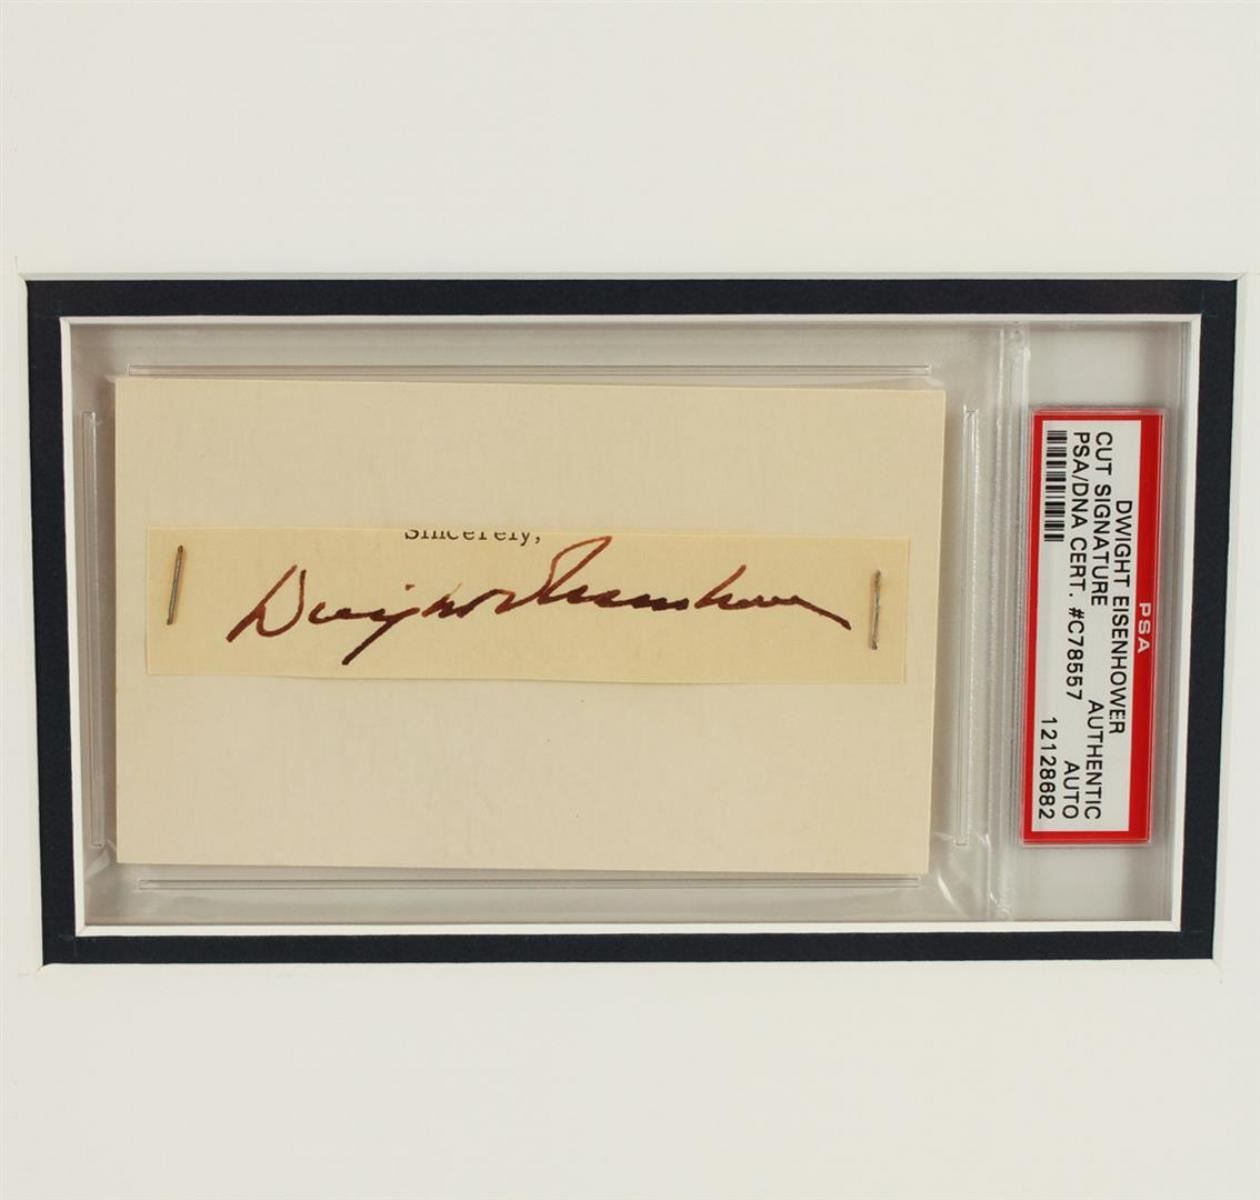 Sincerely,
Dwight D Eisenhower
PSA
DWIGHT EISENHOWER
CUT SIGNATURE AUTHENTIC
PSA/DNA CERT. #C78557 AUTO
12128682